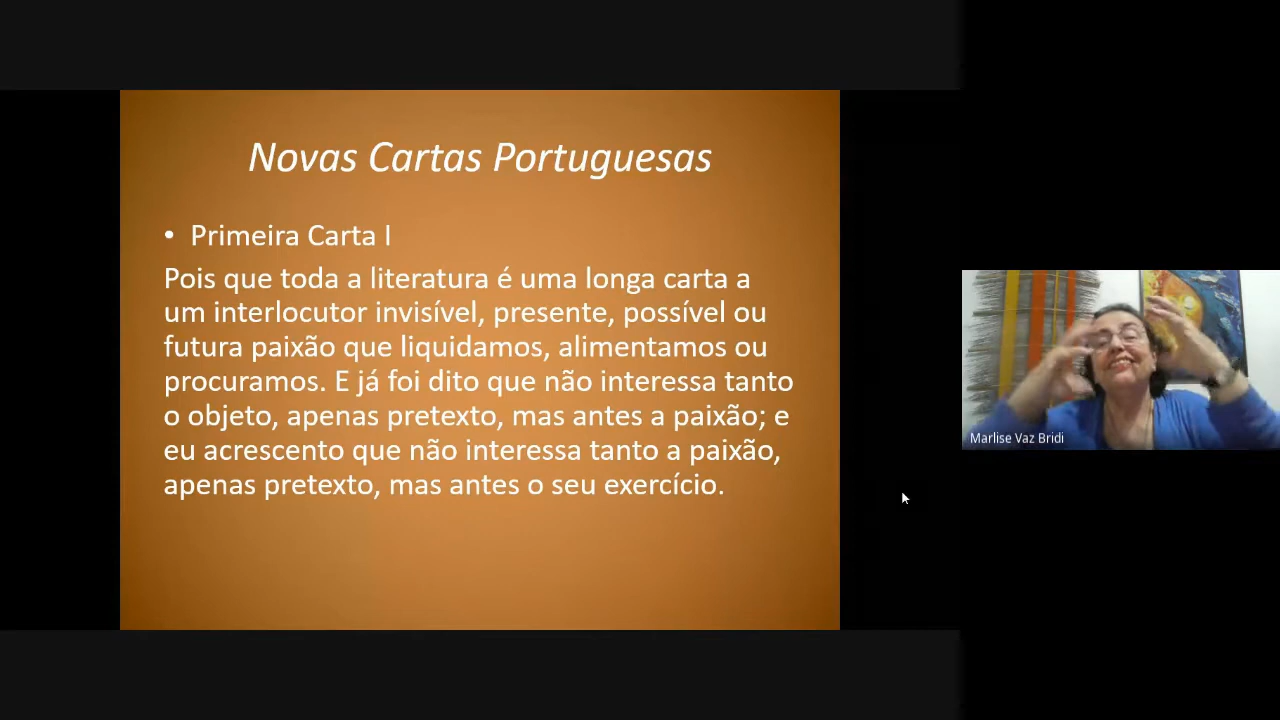 Novas Cartas Portuguesas
• Primeira Carta I
Pois que toda a literatura é uma longa carta a
um interlocutor invisível, presente, possível ou
futura paixão que liquidamos, alimentamos ou
procuramos. E já foi dito que não interessa tanto
o objeto, apenas pretexto, mas antes a paixão; e
eu acrescento que não interessa tanto a paixão,
apenas pretexto, mas antes o seu exercício.
Marlise Vaz Bridi